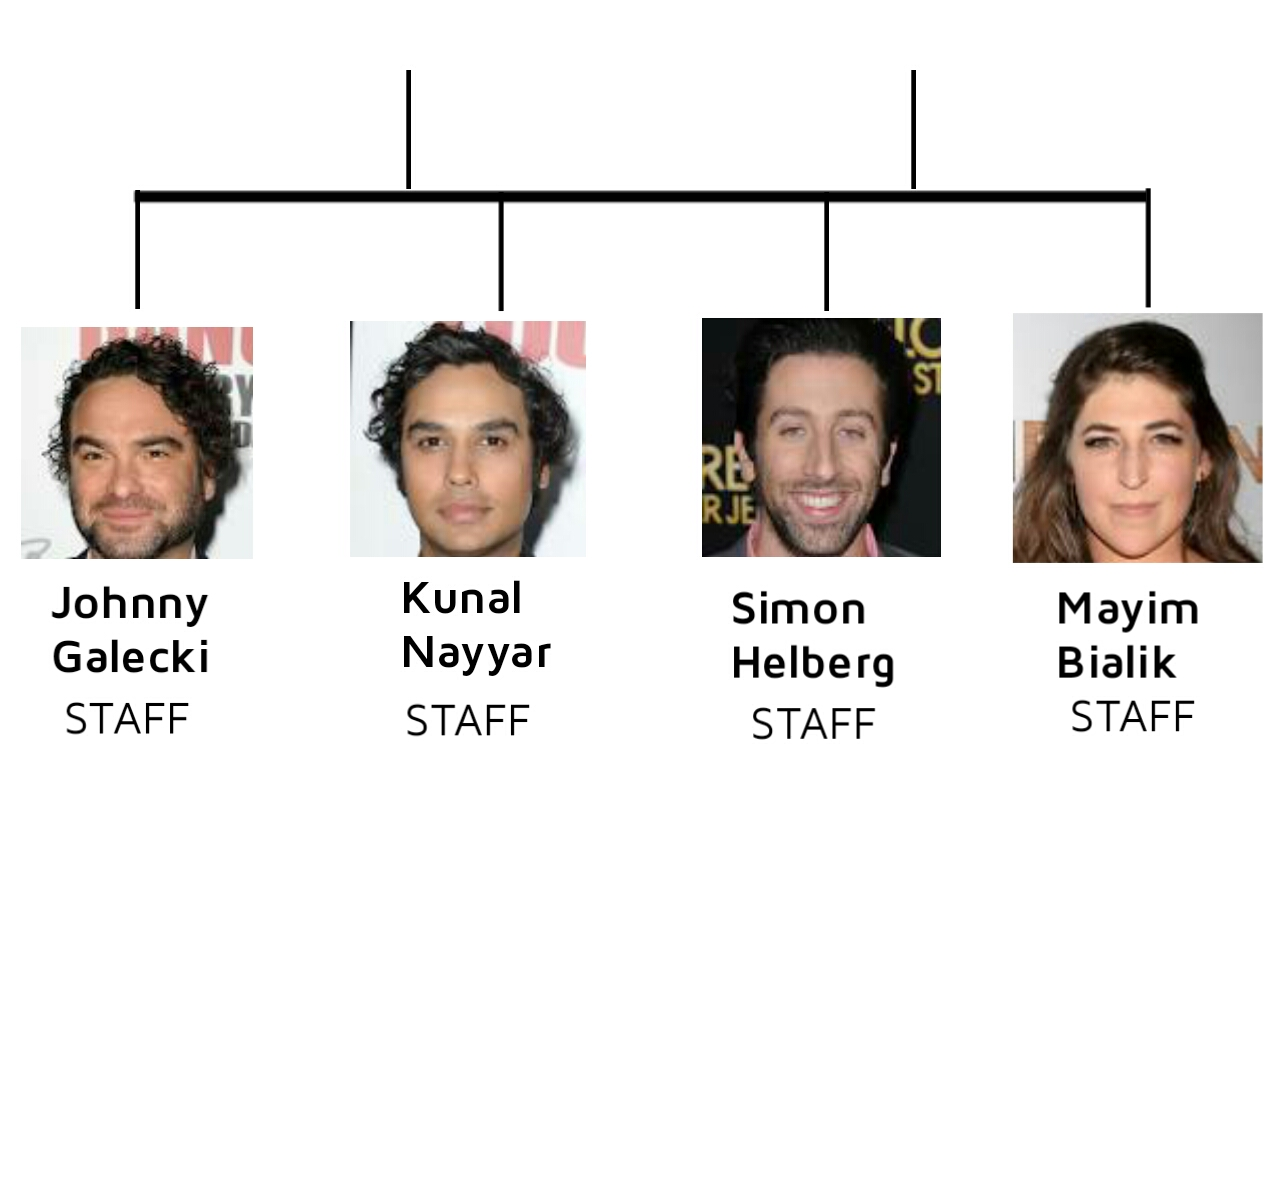 Johnny
Galecki
STAFF
Kunal
Nayyar
STAFF
Simon
Helberg
STAFF
Mayim
Bialik
STAFF